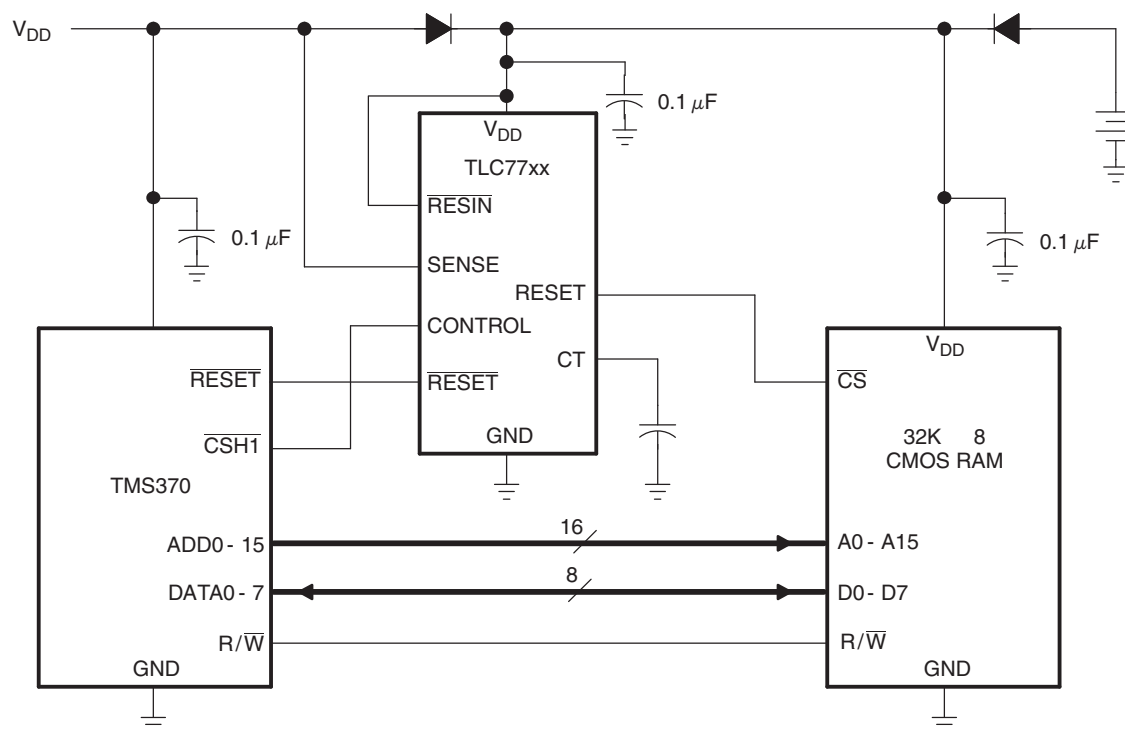 VDD
0.1 μF
VDD
TLC77xx
RESIN
0.1 μF
0.1 μF
SENSE
RESET
CONTROL
VDD
CT
RESET
RESET
CS
CSH1
GND
32K 8
CMOS RAM
TMS370
16
ADD0 - 15
A0 - A15
8
DATA0 - 7
D0 - D7
R/W
R/W
GND
GND